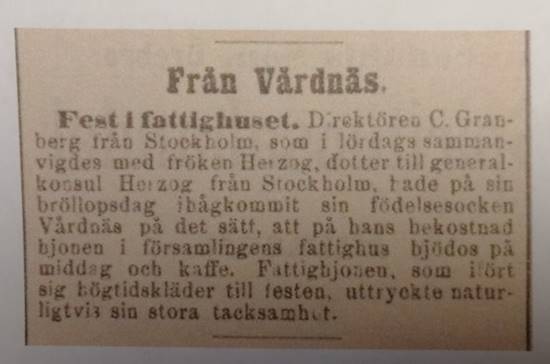 Från Vårdnäs.
Fest i fattighuset. Direktören C. Gran-
berg från Stockholm, som i lördags samman-
vigdes med fröken Herzog, dotter till general-
konsul Herzog från Stockholm, hade på sin
bröllopsdag ihågkommit sin födelsesocken
Vårdnäs på det sätt, att på hans bekostnad
hjonen i församlingens fattighus bjödos på
middag och kaffe. Fattighjonen, som ifört
sig högtidskläder till festen, uttryckte natur-
ligtvis sin stora tacksamhet.